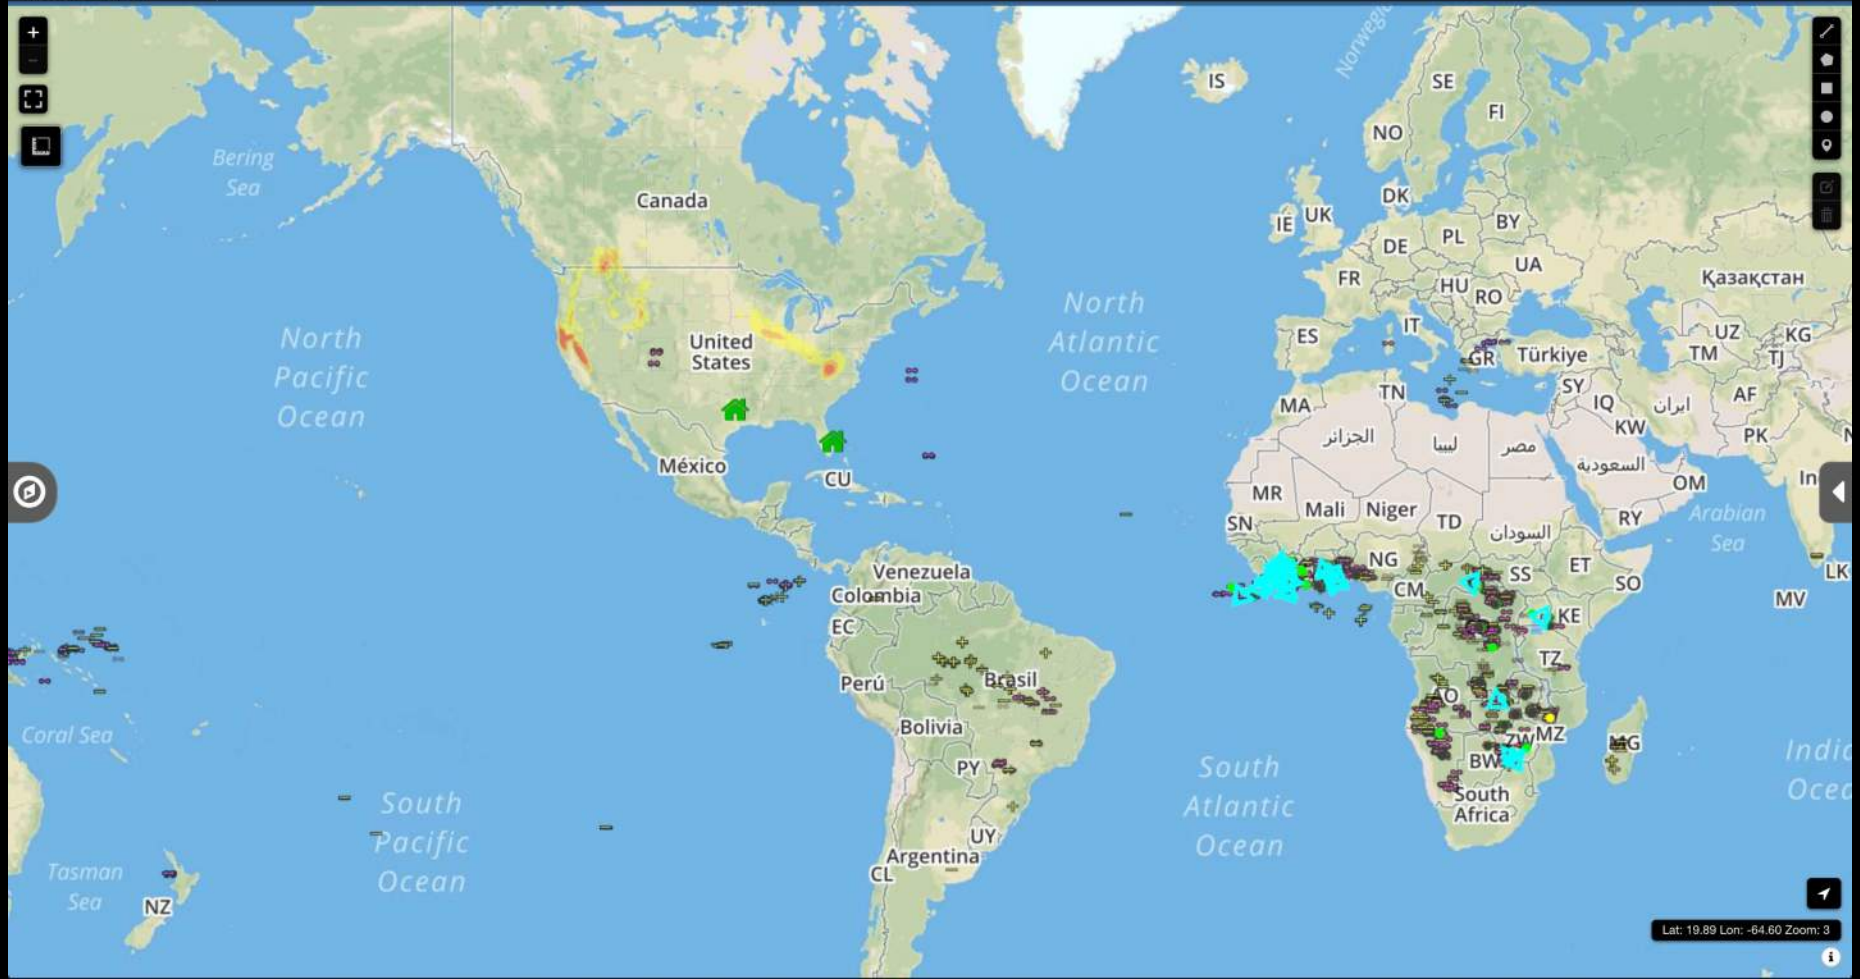 Norwegi
IS
SE
FI
NO
Bering
Sea
Canada
DK
IE UK
BY
PL
DE
UA
FR
HU
RO
Қазақстан
North
Pacific
Ocean
United
States
North
Atlantic
Ocean
IT
ES
GR
Türkiye
UZ
KG
TM
TJ
MA
TN
SY
IQ
ایران
AF
KW
PK
الجزائر
ليبيا
مصر
السعودية
México
CU
MR
Mali
Niger
TD
السودان
OM
RY
In
SN
Arabian
Sea
NG
CM
SS
ET
SO
LK
MV
Venezuela
Colombia
EC
KE
TZ
Perú
Brasil
AO
Bolivia
ZW
MZ
MG
Coral Sea
PY
BW
South
Africa
India
Ocea
South
Pacific
Ocean
South
Atlantic
Ocean
UY
Argentina
CL
Tasman
Sea
NZ
Lat: 19.89 Lon: -64.60 Zoom: 3